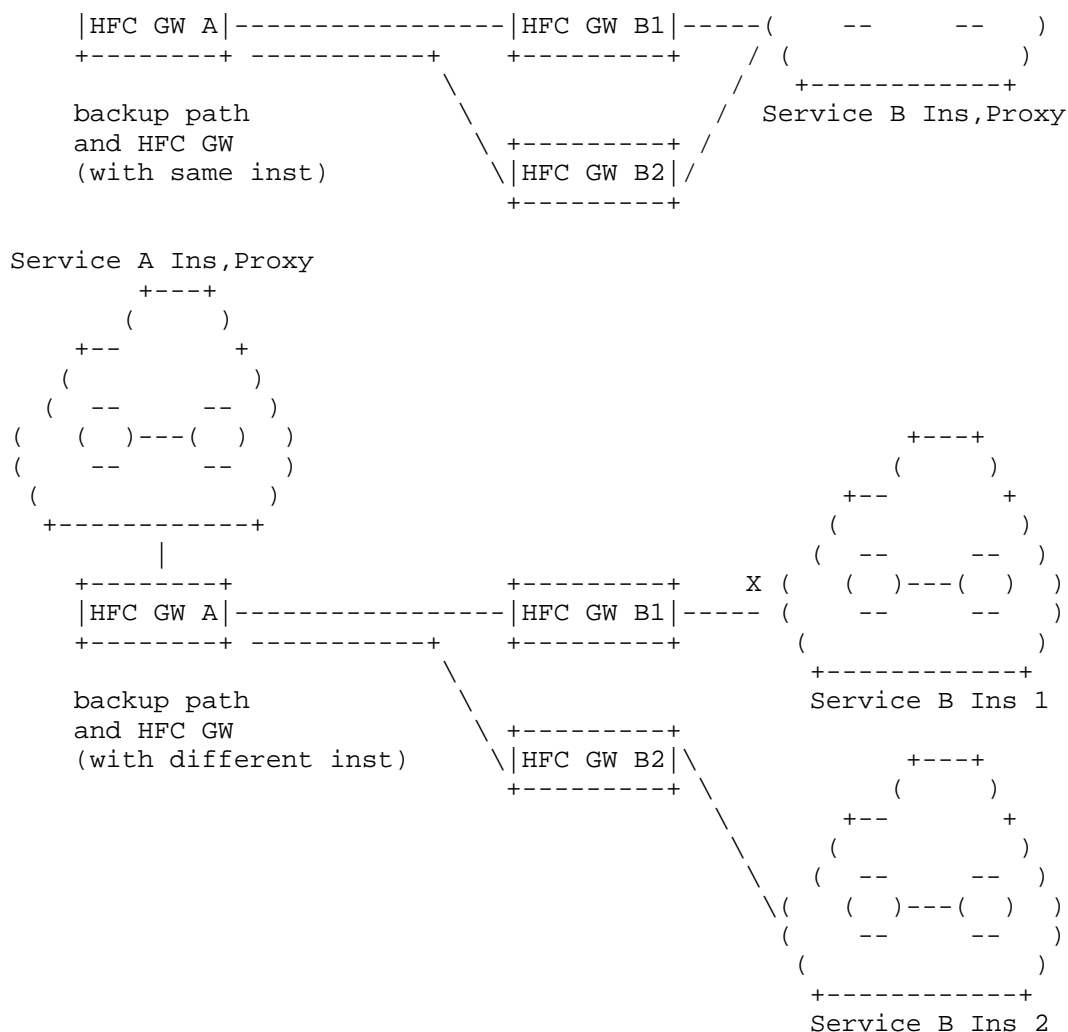 |HFC GW A|----------------|HFC GW B1|-----(    --     --   )
+--------+ -----------+    +---------+    / (              )
\              /   +------------+
backup path          \            /  Service B Ins,Proxy
and HFC GW            \ +---------+ /
(with same inst)       \|HFC GW B2|/
+---------+
Service A Ins,Proxy
+---+
(     )
+--       +
(           )
(  --     --  )
(   (  )---(  )  )                                  +---+
(    --     --   )                                 (     )
(              )                                +--       +
+------------+                                (           )
|                                        (  --     --  )
+--------+                 +---------+    X (   (  )---(  )  )
|HFC GW A|----------------|HFC GW B1|----- (    --     --   )
+--------+ -----------+    +---------+       (              )
\                       +------------+
backup path          \                      Service B Ins 1
and HFC GW            \ +---------+
(with different inst)  \|HFC GW B2|\             +---+
+---------+ \           (     )
\       +--       +
\     (           )
\   (  --     --  )
\(   (  )---(  )  )
(    --     --   )
(              )
+------------+
Service B Ins 2